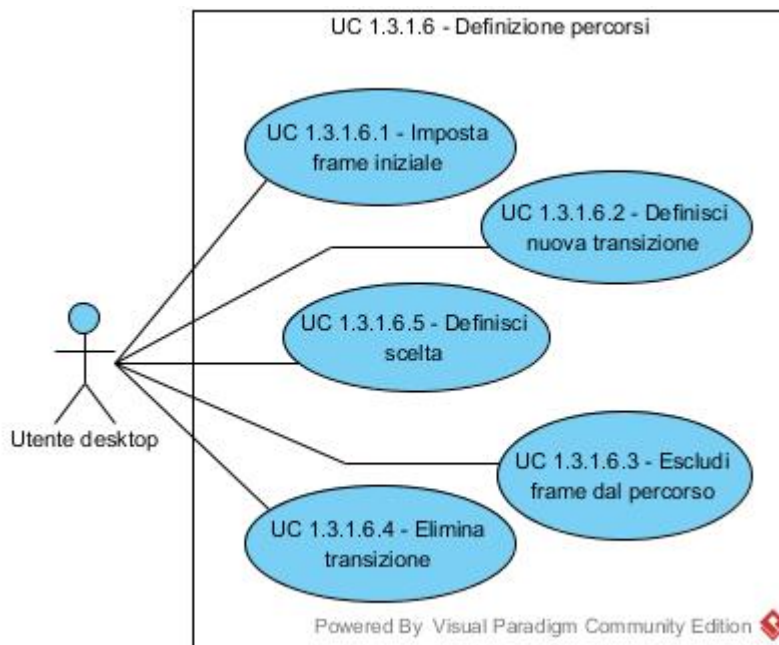 UC 1.3.1.6 - Definizione percorsi
UC 1.3.1.6.1 - Imposta
frame iniziale
UC 1.3.1.6.2 - Definisci
nuova transizione
UC 1.3.1.6.5 - Definisci
scelta
Utente desktop
UC 1.3.1.6.3 - Escludi
frame dal percorso
UC 1.3.1.6.4 - Elimina
transizione
Powered By Visual Paradigm Community Edition